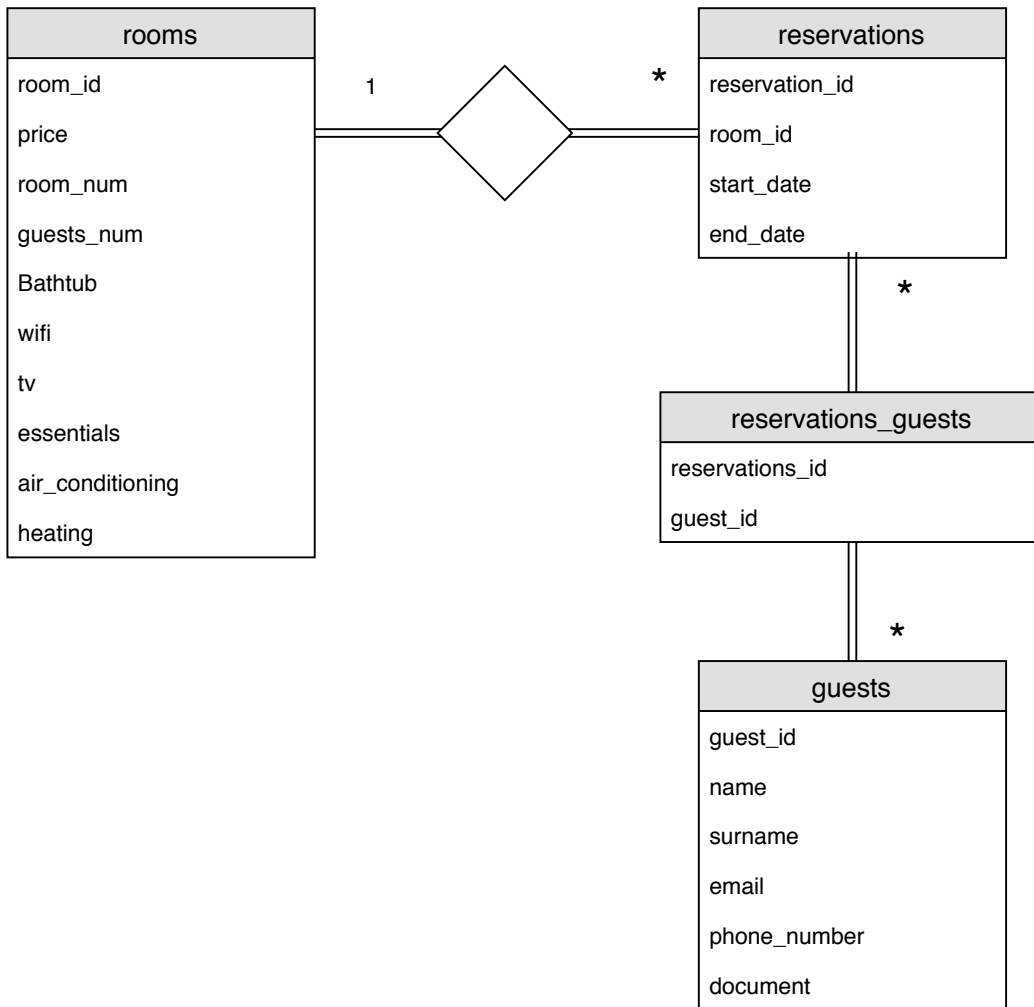 rooms
room_id
price
room_num
guests_num
Bathtub
wifi
tv
essentials
air_conditioning
heating
1
*
reservations
reservation_id
room_id
start_date
end_date
*
reservations_guests
reservations_id
guest_id
*
guests
guest_id
name
surname
email
phone_number
document